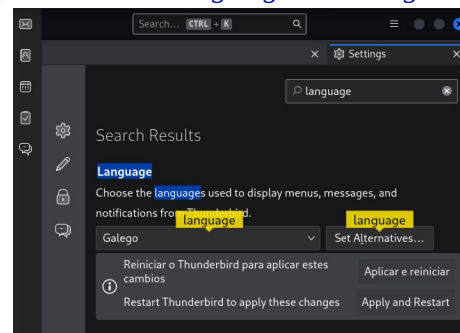 Search... CTRL + K
Settings
language
Search Results
Language
Choose the languages used to display menus, messages, and
notifications from Thunderbird.
language
language
Galego
Set Alternatives...
Reiniciar o Thunderbird para aplicar estes
cambios
Aplicar e reiniciar
Restart Thunderbird to apply these changes
Apply and Restart